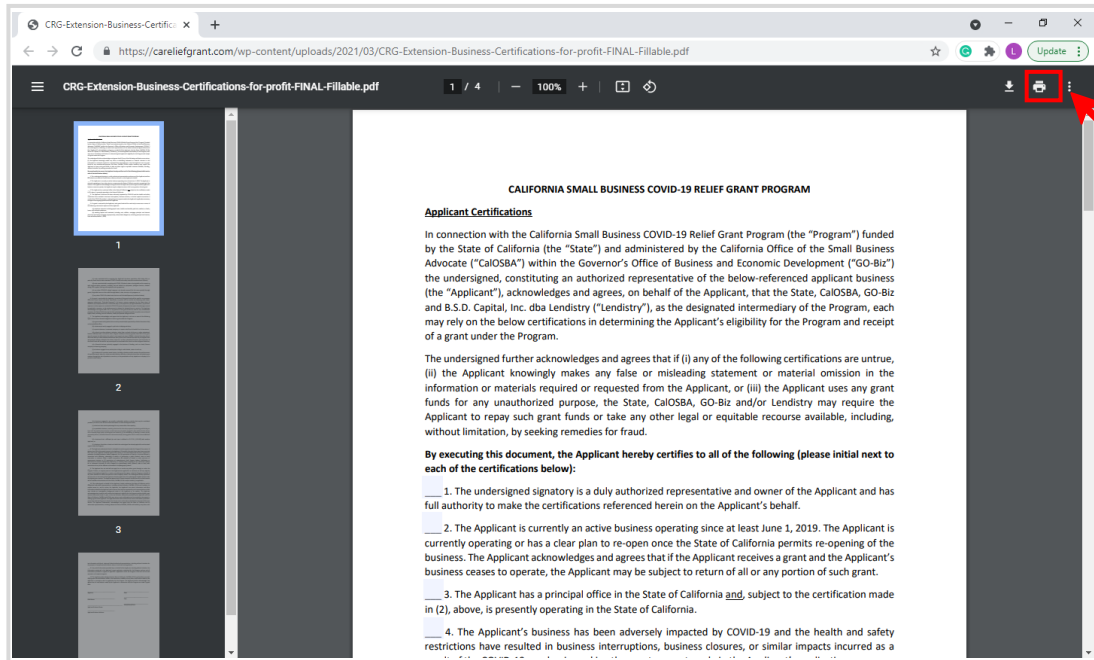 CRG-Extension-Business-Certific
https://careliefgrant.com/wp-content/uploads/2021/03/CRG-Extension-Business-Certifications-for-profit-FINAL-Fillable.pdf
L
Update
CRG-Extension-Business-Certifications-for-profit-FINAL-Fillable.pdf
1 / 4
100%
1
2
3
CALIFORNIA SMALL BUSINESS COVID-19 RELIEF GRANT PROGRAM
Applicant Certifications
In connection with the California Small Business COVID-19 Relief Grant Program (the “Program”) funded
by the State of California (the “State”) and administered by the California Office of the Small Business
Advocate (“CalOSBA”) within the Governor’s Office of Business and Economic Development (“GO-Biz”)
the undersigned, constituting an authorized representative of the below-referenced applicant business
(the “Applicant”), acknowledges and agrees, on behalf of the Applicant, that the State, CalOSBA, GO-Biz
and B.S.D. Capital, Inc. dba Lendistry (“Lendistry”), as the designated intermediary of the Program, each
may rely on the below certifications in determining the Applicant’s eligibility for the Program and receipt
of a grant under the Program.
The undersigned further acknowledges and agrees that if (i) any of the following certifications are untrue,
(ii) the Applicant knowingly makes any false or misleading statement or material omission in the
information or materials required or requested from the Applicant, or (iii) the Applicant uses any grant
funds for any unauthorized purpose, the State, CalOSBA, GO-Biz and/or Lendistry may require the
Applicant to repay such grant funds or take any other legal or equitable recourse available, including,
without limitation, by seeking remedies for fraud.
By executing this document, the Applicant hereby certifies to all of the following (please initial next to
each of the certifications below):
___ 1. The undersigned signatory is a duly authorized representative and owner of the Applicant and has
full authority to make the certifications referenced herein on the Applicant’s behalf.
___ 2. The Applicant is currently an active business operating since at least June 1, 2019. The Applicant is
currently operating or has a clear plan to re-open once the State of California permits re-opening of the
business. The Applicant acknowledges and agrees that if the Applicant receives a grant and the Applicant’s
business ceases to operate, the Applicant may be subject to return of all or any portion of such grant.
___ 3. The Applicant has a principal office in the State of California and, subject to the certification made
in (2), above, is presently operating in the State of California.
___ 4. The Applicant’s business has been adversely impacted by COVID-19 and the health and safety
restrictions have resulted in business interruptions, business closures, or similar impacts incurred as a